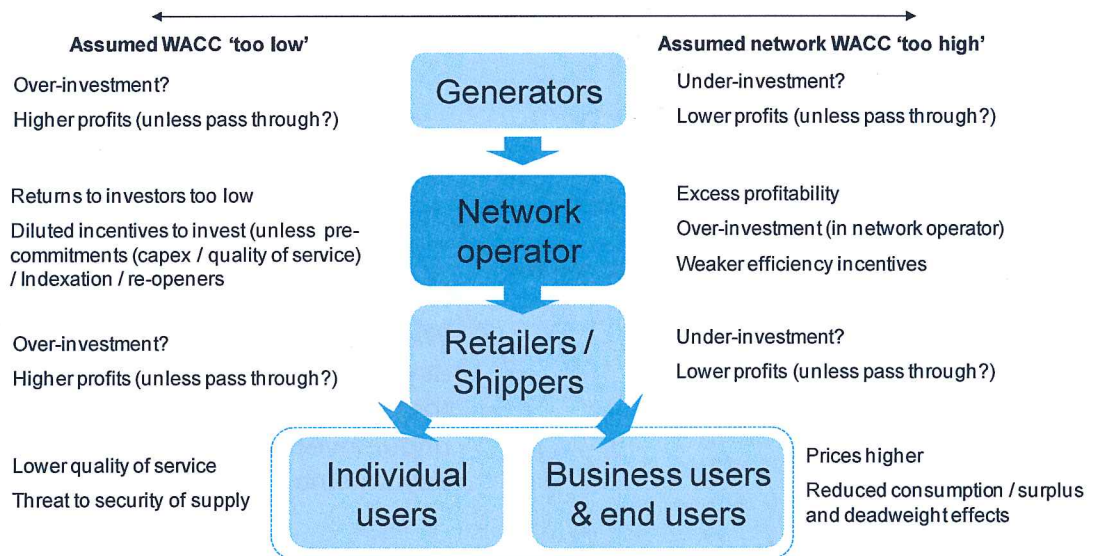 Assumed WACC 'too low'
Assumed network WACC 'too high'
Over-investment?
Higher profits (unless pass through?)
Generators
Under-investment?
Lower profits (unless pass through?)
Returns to investors too low
Diluted incentives to invest (unless pre-
commitments (capex / quality of service)
/ Indexation / re-openers
Network
operator
Excess profitability
Over-investment (in network operator)
Weaker efficiency incentives
Over-investment?
Higher profits (unless pass through?)
Retailers /
Shippers
Under-investment?
Lower profits (unless pass through?)
Lower quality of service
Threat to security of supply
Individual
users
Business users
& end users
Prices higher
Reduced consumption / surplus
and deadweight effects